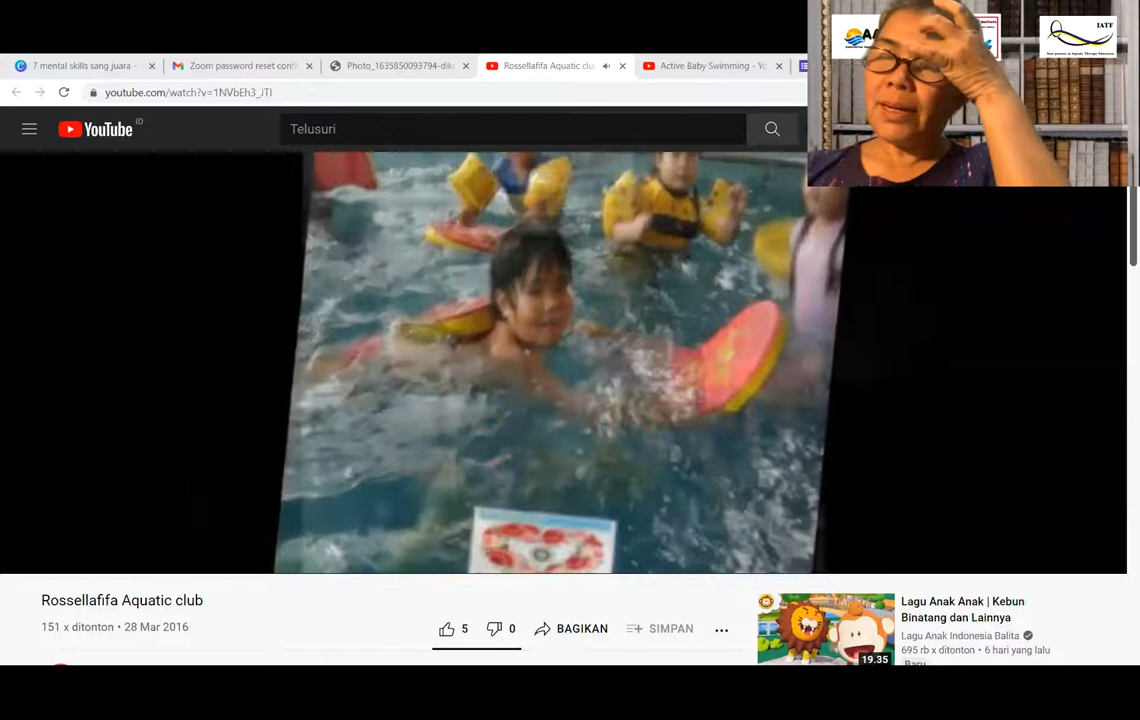 7 mental skills sang juara -
Zoom password reset confi
Photo_1635850093794-dik
Rossellafifa Aquatic clu
Active Baby Swimming - Yo
youtube.com/watch?v=1NVbEh3_JTI
YouTube ID
Telusuri
IATF
Rossellafifa Aquatic club
151 x ditonton • 28 Mar 2016
5
0
BAGIKAN
SIMPAN
Lagu Anak Anak | Kebun
Binatang dan Lainnya
Lagu Anak Indonesia Balita
695 rb x ditonton • 6 hari yang lalu
Baru
19.35